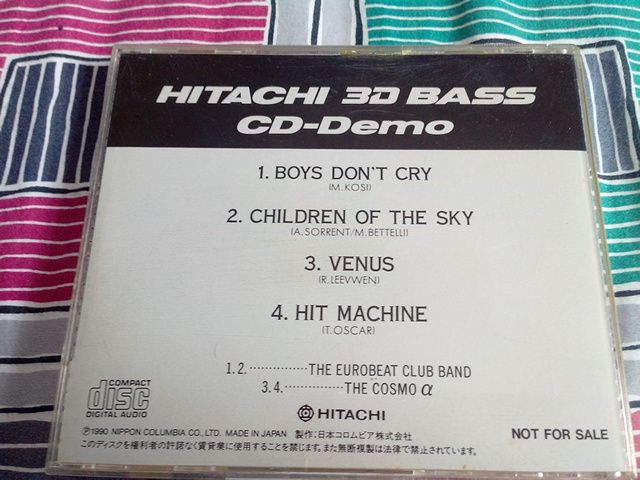 HITACHI 3D BASS
CD-Demo
1. BOYS DON'T CRY
(M. KOSI)
2. CHILDREN OF THE SKY
(A. SORRENT/M. BETTELLI)
3. VENUS
(R. LEEVWEN)
4. HIT MACHINE
(T. OSCAR)
1. 2. ··············· THE EUROBEAT CLUB BAND
3. 4. ··············· THE COSMO α
COMPACT
disc
DIGITAL AUDIO
HITACHI
℗1990 NIPPON COLUMBIA CO., LTD. MADE IN JAPAN 製作：日本コロムビア株式会社
NOT FOR SALE
このディスクを権利者の許諾なく賃貸業に使用することを禁じます。また無断複製は法律で禁止されています。